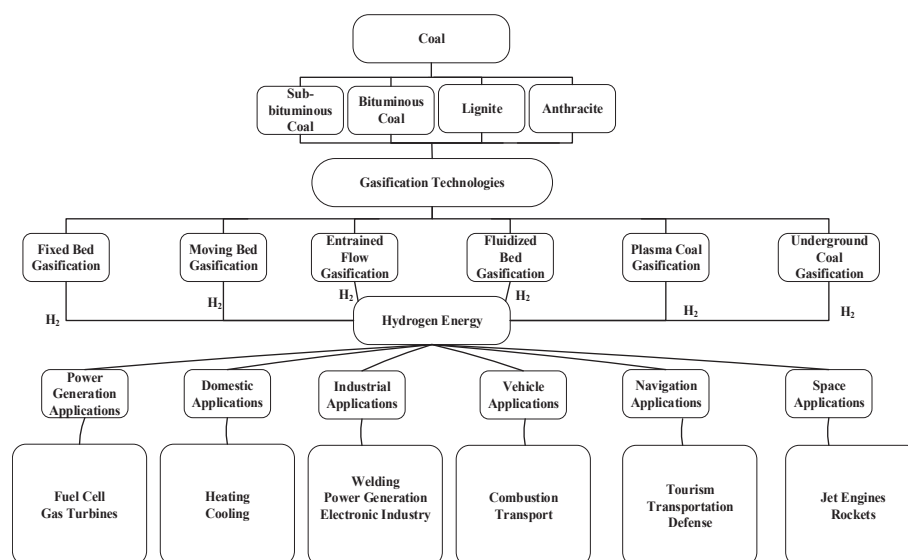 Coal
Sub-
bituminous
Coal
Bituminous
Coal
Lignite
Anthracite
Gasification Technologies
Fixed Bed
Gasification
Moving Bed
Gasification
Entrained
Flow
Gasification
Fluidized
Bed
Gasification
Plasma Coal
Gasification
Underground
Coal
Gasification
H₂
H₂
H₂
H₂
H₂
H₂
Hydrogen Energy
Power
Generation
Applications
Domestic
Applications
Industrial
Applications
Vehicle
Applications
Navigation
Applications
Space
Applications
Fuel Cell
Gas Turbines
Heating
Cooling
Welding
Power Generation
Electronic Industry
Combustion
Transport
Tourism
Transportation
Defense
Jet Engines
Rockets